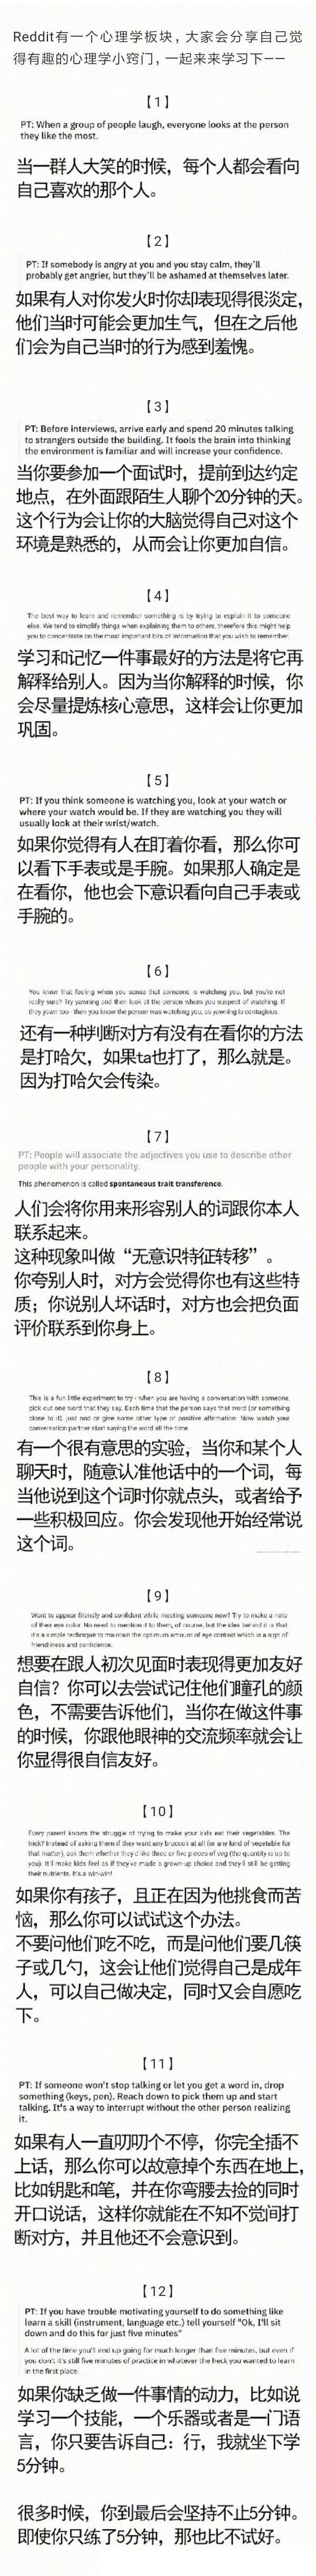 Reddit有一个心理学板块，大家会分享自己觉
得有趣的心理学小窍门，一起来来学习下——
【1】
PT: When a group of people laugh, everyone looks at the person
they like the most.
当一群人大笑的时候，每个人都会看向
自己喜欢的那个人。
【2】
PT: If somebody is angry at you and you stay calm, they'll
probably get angrier, but they'll be ashamed at themselves later.
如果有人对你发火时你却表现得很淡定，
他们当时可能会更加生气，但在之后他
们会为自己当时的行为感到羞愧。
【3】
PT: Before interviews, arrive early and spend 20 minutes talking
to strangers outside the building. It fools the brain into thinking
the environment is familiar and will increase your confidence.
当你要参加一个面试时，提前到达约定
地点，在外面跟陌生人聊个20分钟的天。
这个行为会让你的大脑觉得自己对这个
环境是熟悉的，从而会让你更加自信。
【4】
The best way to learn and remember something is by trying to explain it to someone
else. We tend to simplify things when explaining them to others, therefore this might help
you to concentrate on the most important bits of information that you wish to remember.
学习和记忆一件事最好的方法是将它再
解释给别人。因为当你解释的时候，你
会尽量提炼核心意思，这样会让你更加
巩固。
【5】
PT: If you think someone is watching you, look at your watch or
where your watch would be. If they are watching you they will
usually look at their wrist/watch.
如果你觉得有人在盯着你看，那么你可
以看下手表或是手腕。如果那人确定是
在看你，他也会下意识看向自己手表或
手腕的。
【6】
You know that feeling when you sense that someone is watching you, but you're not
really sure? Try yawning and then look at the person whom you suspect of watching. If
they yawn too - then you know the person was watching you, as yawning is contagious.
还有一种判断对方有没有在看你的方法
是打哈欠，如果ta也打了，那么就是。
因为打哈欠会传染。
【7】
PT: People will associate the adjectives you use to describe other
people with your personality.
This phenomenon is called spontaneous trait transference.
人们会将你用来形容别人的词跟你本人
联系起来。
这种现象叫做“无意识特征转移”。
你夸别人时，对方会觉得你也有这些特
质；你说别人坏话时，对方也会把负面
评价联系到你身上。
【8】
This is a fun little experiment to try - when you are having a conversation with someone,
pick out one word that they say. Each time that the person says that word (or something
close to it), just nod or give some other type of positive affirmation. Now watch your
conversation partner start saying the word all the time.
有一个很有意思的实验，当你和某个人
聊天时，随意认准他话中的一个词，每
当他说到这个词时你就点头，或者给予
一些积极回应。你会发现他开始经常说
这个词。
【9】
Want to appear friendly and confident while meeting someone new? Try to make a note
of their eye color. No need to mention it to them, of course, but the idea behind it is that
it's a simple technique to maintain the optimum amount of eye contact which is a sign of
friendliness and confidence.
想要在跟人初次见面时表现得更加友好
自信？你可以去尝试记住他们瞳孔的颜
色，不需要告诉他们，当你在做这件事
的时候，你跟他眼神的交流频率就会让
你显得很自信友好。
【10】
Every parent knows the struggle of trying to make your kids eat their vegetables. The
trick? Instead of asking them if they want any broccoli at all (or any kind of vegetable for
that matter), ask them whether they'd like three or five pieces of veg (the quantity is up to
you). It'll make kids feel as if they've made a grown-up choice and they'll still be getting
their nutrients. It's a win-win!
如果你有孩子，且正在因为他挑食而苦
恼，那么你可以试试这个办法。
不要问他们吃不吃，而是问他们要几筷
子或几勺，这会让他们觉得自己是成年
人，可以自己做决定，同时又会自愿吃
下。
【11】
PT: If someone won't stop talking or let you get a word in, drop
something (keys, pen). Reach down to pick them up and start
talking. It's a way to interrupt without the other person realizing
it.
如果有人一直叨叨个不停，你完全插不
上话，那么你可以故意掉个东西在地上，
比如钥匙和笔，并在你弯腰去捡的同时
开口说话，这样你就能在不知不觉间打
断对方，并且他还不会意识到。
【12】
PT: If you have trouble motivating yourself to do something like
learn a skill (instrument, language etc.) tell yourself "Ok, I'll sit
down and do this for just five minutes"
A lot of the time you'll end up going for much longer than five minutes, but even if
you don't it's still five minutes of practice in whatever the heck you wanted to learn
in the first place.
如果你缺乏做一件事情的动力，比如说
学习一个技能，一个乐器或者是一门语
言，你只要告诉自己：行，我就坐下学
5分钟。
很多时候，你到最后会坚持不止5分钟。
即使你只练了5分钟，那也比不试好。